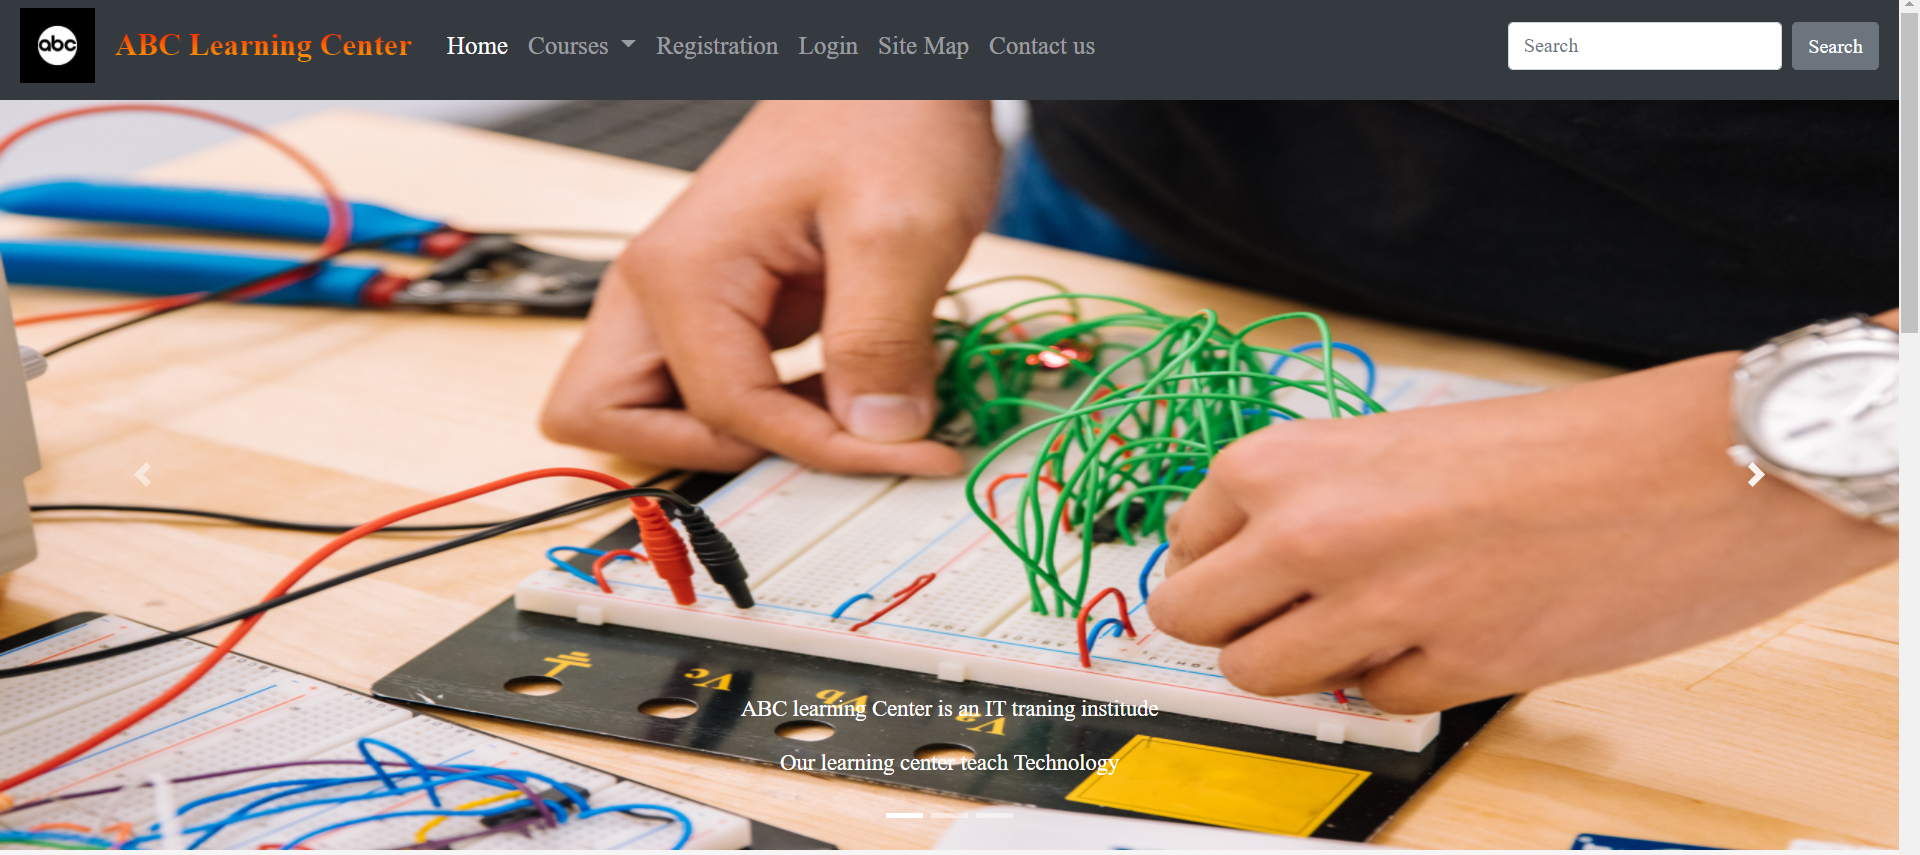 abc
ABC Learning Center
Home
Courses
Registration
Login
Site Map
Contact us
Search
Search
Vc
Vb
Va
ABC learning Center is an IT traning institude
Our learning center teach Technology